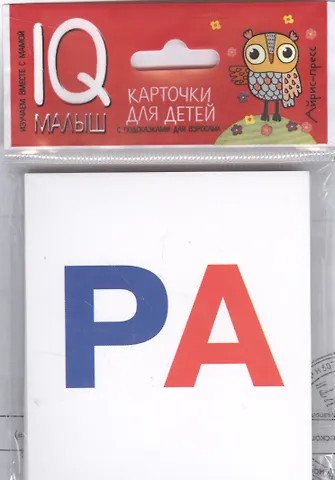 ИЗУЧАЕМ ВМЕСТЕ С МАМОЙ
IQ
МАЛЫШ
КАРТОЧКИ
ДЛЯ ДЕТЕЙ
С ПОДСКАЗКАМИ ДЛЯ ВЗРОСЛЫХ
Айрис-пресс
РА